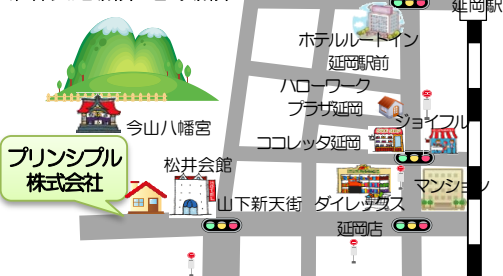 延岡駅
ホテルルートイン
延岡駅前
ハローワーク
プラザ延岡
ジョイフル
今山八幡宮
ココレッタ延岡
プリンシプル
株式会社
松井会館
マンション
山下新天街
ダイレックス
延岡店